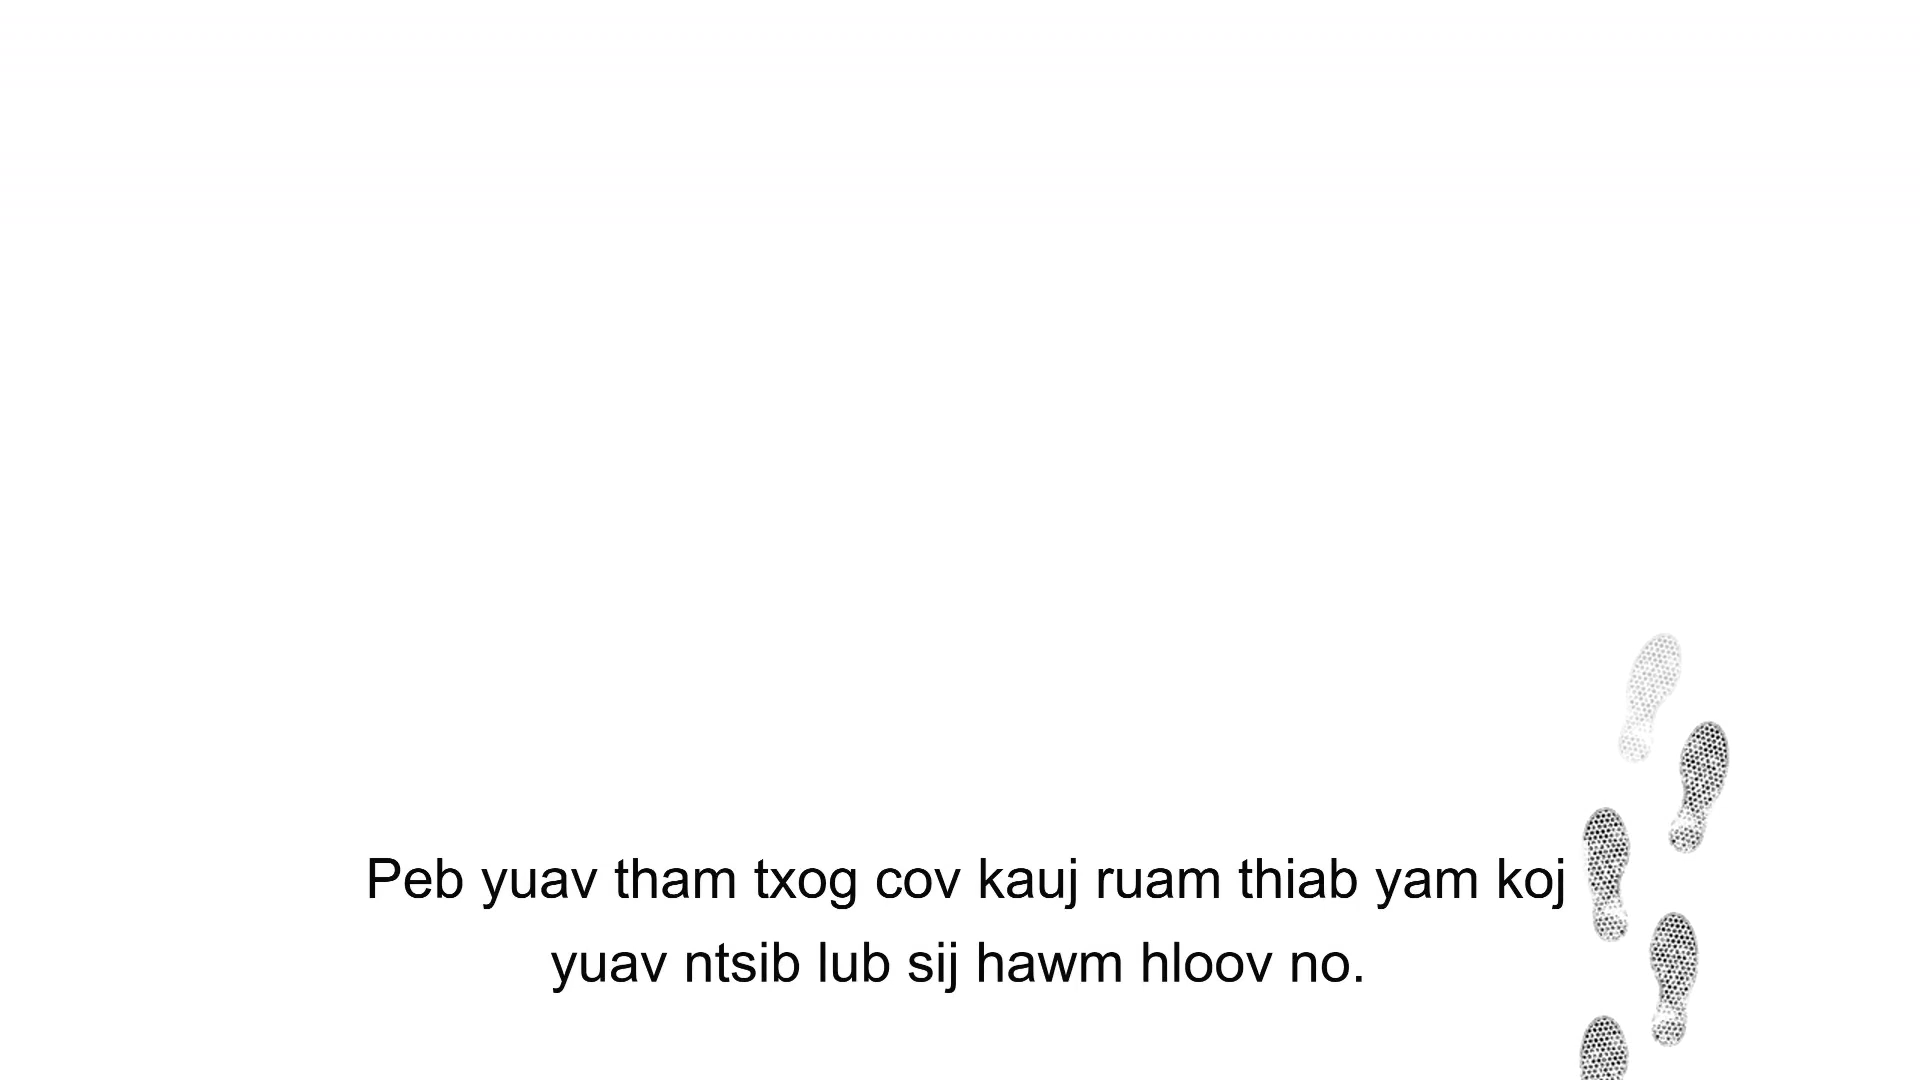 Peb yuav tham txog cov kauj ruam thiab yam koj
yuav ntsib lub sij hawm hloov no.